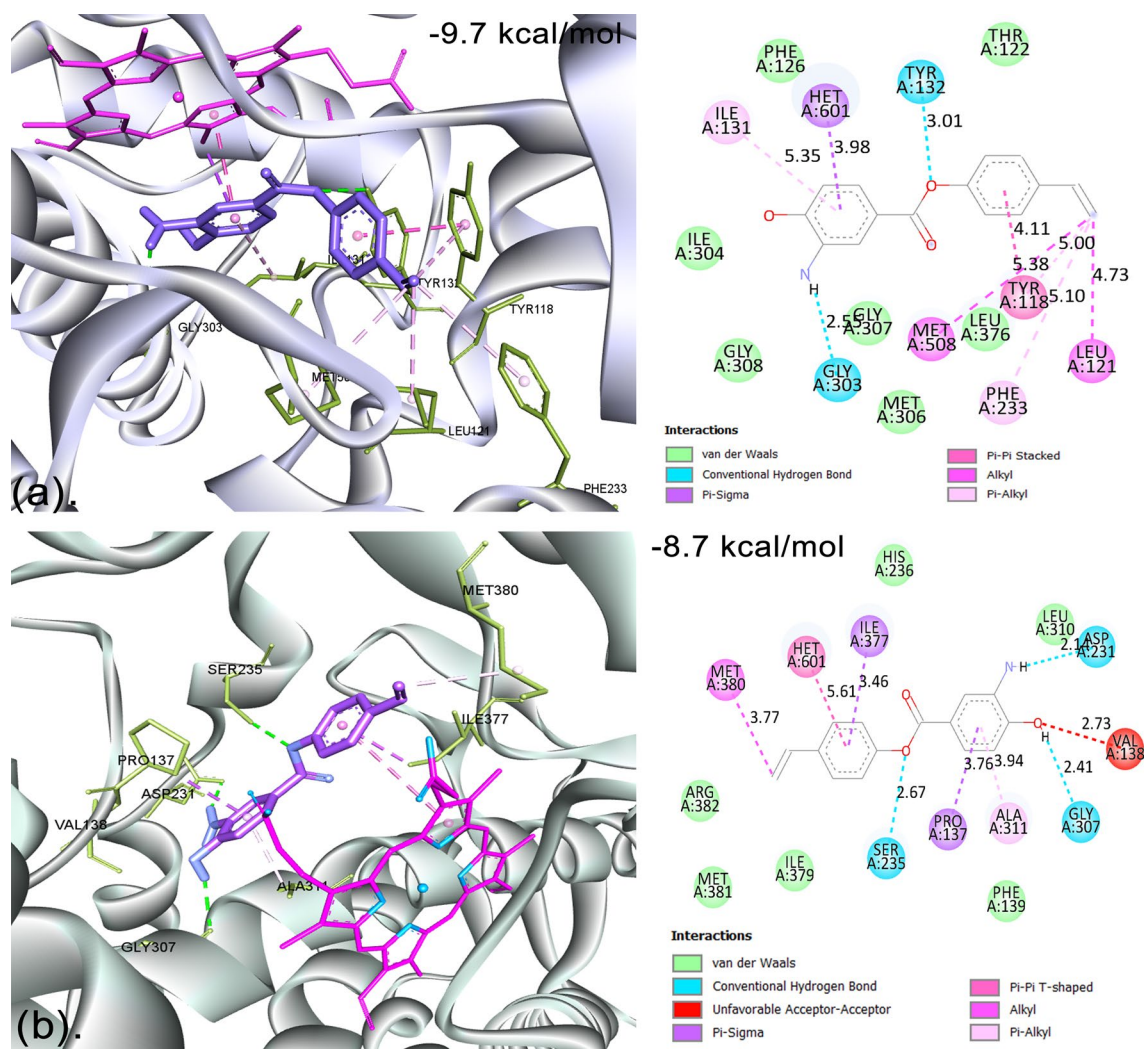 -9.7 kcal/mol
GLY303
TYR132
TYR118
LEU121
PHE233
(a).
PHE
A:126
THR
A:122
TYR
A:132
HET
A:601
ILE
A:131
3.01
5.35
3.98
O
O
O
N
H
ILE
A:304
4.11
5.00
5.38
4.73
TYR
A:118
5.10
GLY
A:307
MET
A:508
LEU
A:376
GLY
A:308
GLY
A:303
LEU
A:121
PHE
A:233
MET
A:306
Interactions
van der Waals
Conventional Hydrogen Bond
Pi-Sigma
Pi-Pi Stacked
Alkyl
Pi-Alkyl
MET380
SER235
ILE377
PRO137
ASP231
VAL138
ALA311
GLY307
(b).
-8.7 kcal/mol
HIS
A:236
LEU
A:310
ASP
A:231
ILE
A:377
HET
A:601
MET
A:380
N
H
O
O
O
H
5.61
3.46
3.77
2.73
VAL
A:138
3.76
3.94
2.41
2.67
ARG
A:382
PRO
A:137
ALA
A:311
GLY
A:307
SER
A:235
ILE
A:379
MET
A:381
PHE
A:139
Interactions
van der Waals
Conventional Hydrogen Bond
Unfavorable Acceptor-Acceptor
Pi-Sigma
Pi-Pi T-shaped
Alkyl
Pi-Alkyl